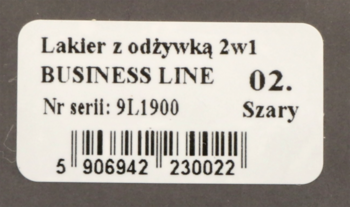 Lakier z odżywką 2w1
BUSINESS LINE 02.
Nr serii: 9L1900 Szary
5 906942 230022